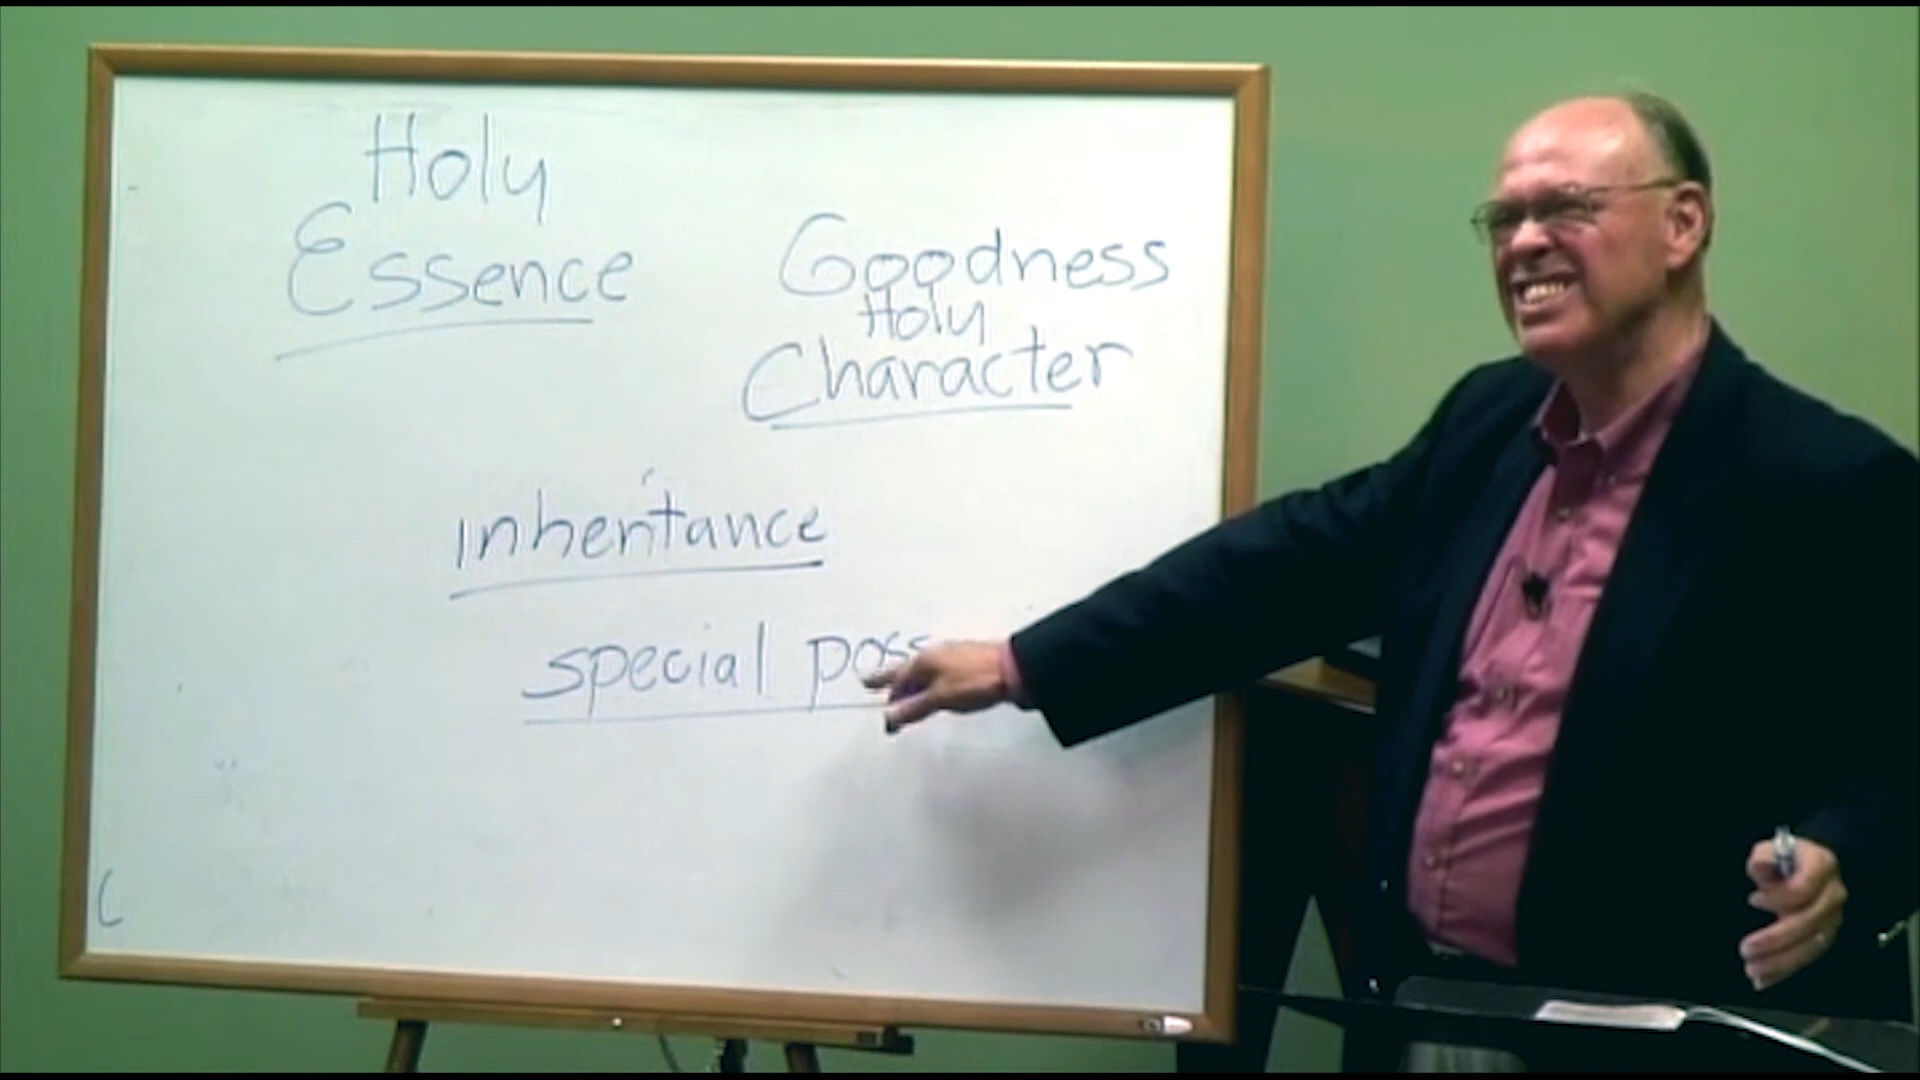 Holy
Essence
Goodness
Holy
Character
inheritance
special poss